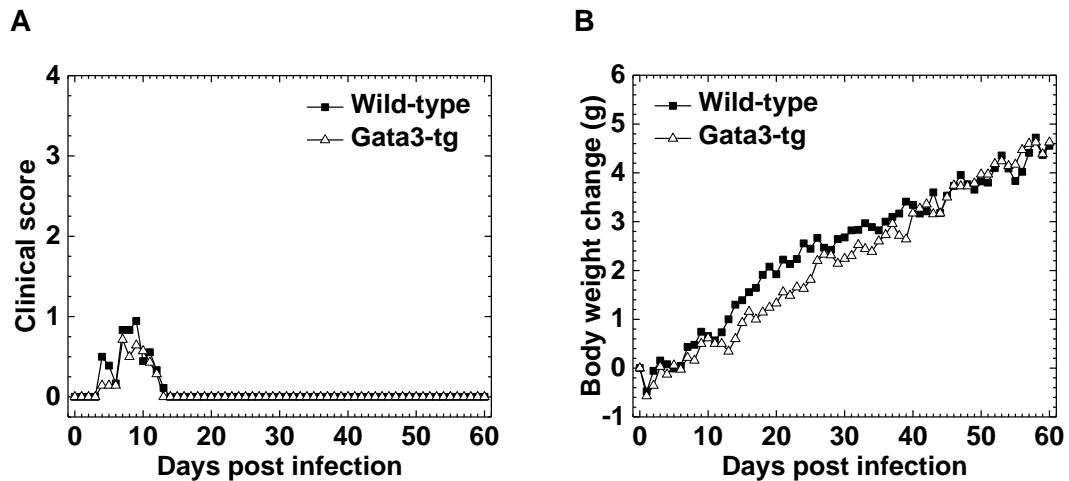 A
Clinical score
4
3
2
1
0
Wild-type
Gata3-tg
0 10 20 30 40 50 60
Days post infection
B
Body weight change (g)
6
5
4
3
2
1
0
-1
Wild-type
Gata3-tg
0 10 20 30 40 50 60
Days post infection